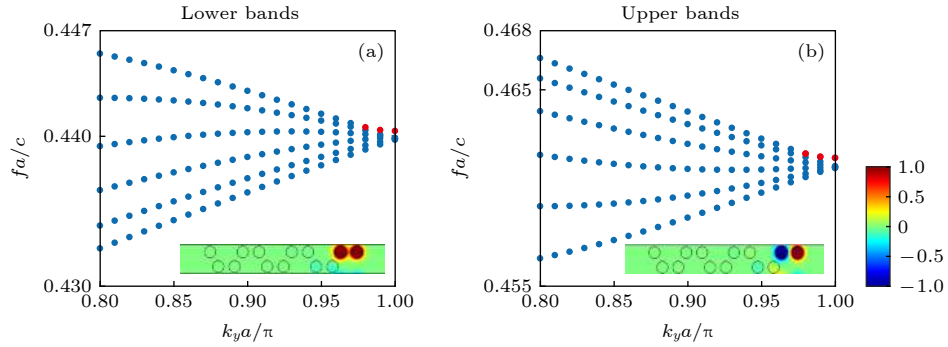 Lower bands
Upper bands
0.447
0.440
0.430
fa/c
(a)
0.80
0.85
0.90
0.95
1.00
k_y a/π
0.468
0.465
0.455
fa/c
(b)
0.80
0.85
0.90
0.95
1.00
k_y a/π
1.0
0.5
0
−0.5
−1.0